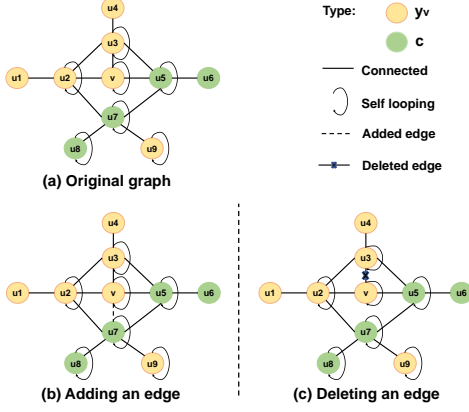 Type:
yv
c
Connected
Self looping
Added edge
Deleted edge
u4
u3
u1
u2
v
u5
u6
u7
u8
u9
(a) Original graph
u4
u3
u1
u2
v
u5
u6
u7
u8
u9
(b) Adding an edge
u4
u3
u1
u2
v
u5
u6
u7
u8
u9
(c) Deleting an edge